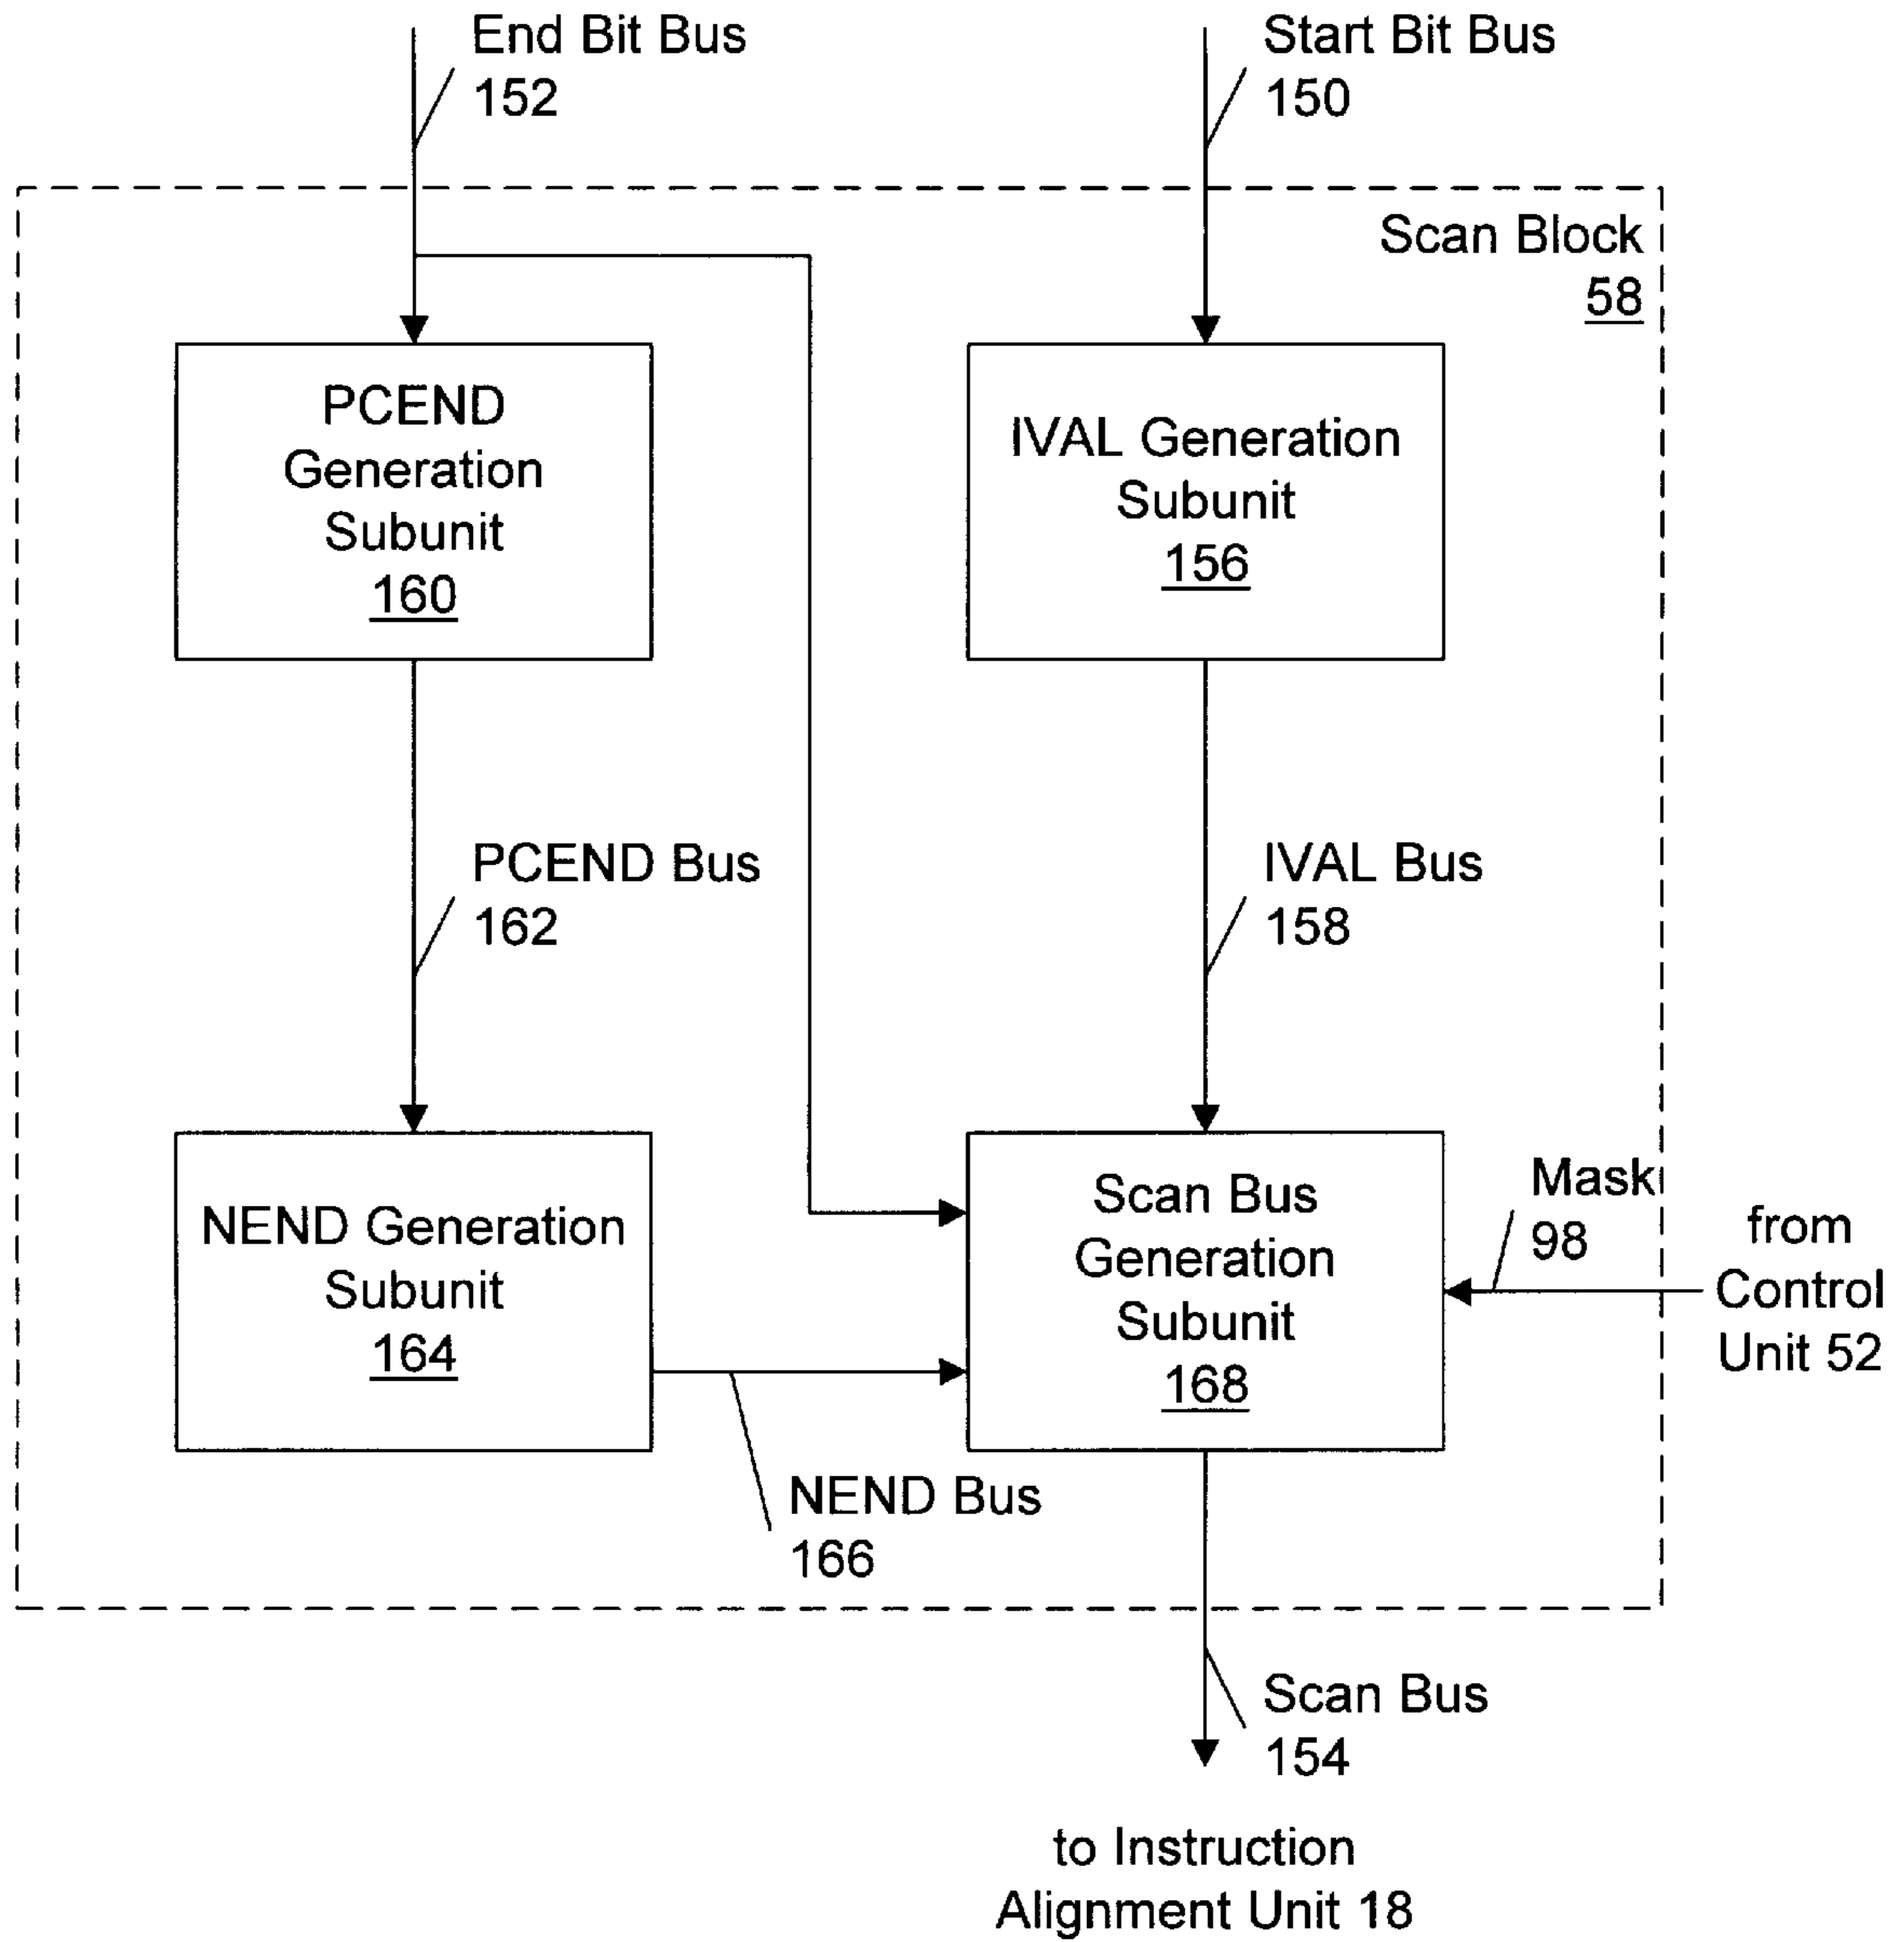 End Bit Bus
152
Start Bit Bus
150
Scan Block
58
PCEND
Generation
Subunit
160
IVAL Generation
Subunit
156
PCEND Bus
162
IVAL Bus
158
NEND Generation
Subunit
164
Scan Bus
Generation
Subunit
168
Mask
98
from
Control
Unit 52
NEND Bus
166
Scan Bus
154
to Instruction
Alignment Unit 18